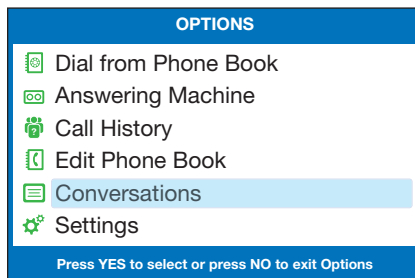 OPTIONS
Dial from Phone Book
Answering Machine
Call History
Edit Phone Book
Conversations
Settings
Press YES to select or press NO to exit Options